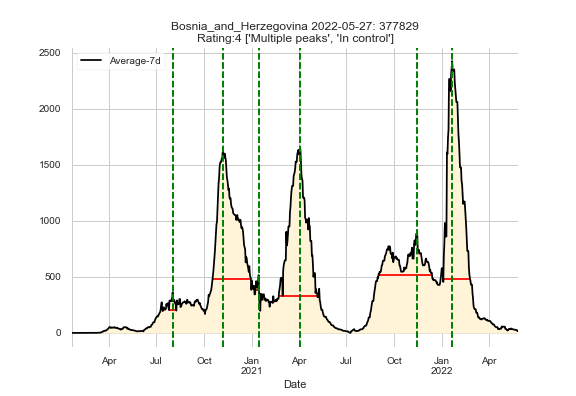 Bosnia_and_Herzegovina 2022-05-27: 377829
Rating:4 ['Multiple peaks', 'In control']
Average-7d
2500
2000
1500
1000
500
0
Apr Jul Oct Jan Apr Jul Oct Jan Apr
2021 2022
Date